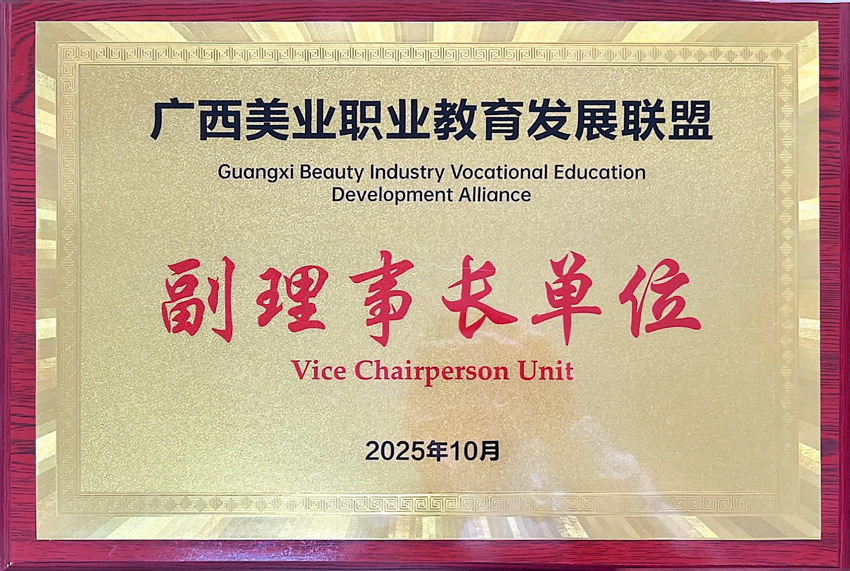 广西美业职业教育发展联盟
Guangxi Beauty Industry Vocational Education
Development Alliance
副理事长单位
Vice Chairperson Unit
2025年10月